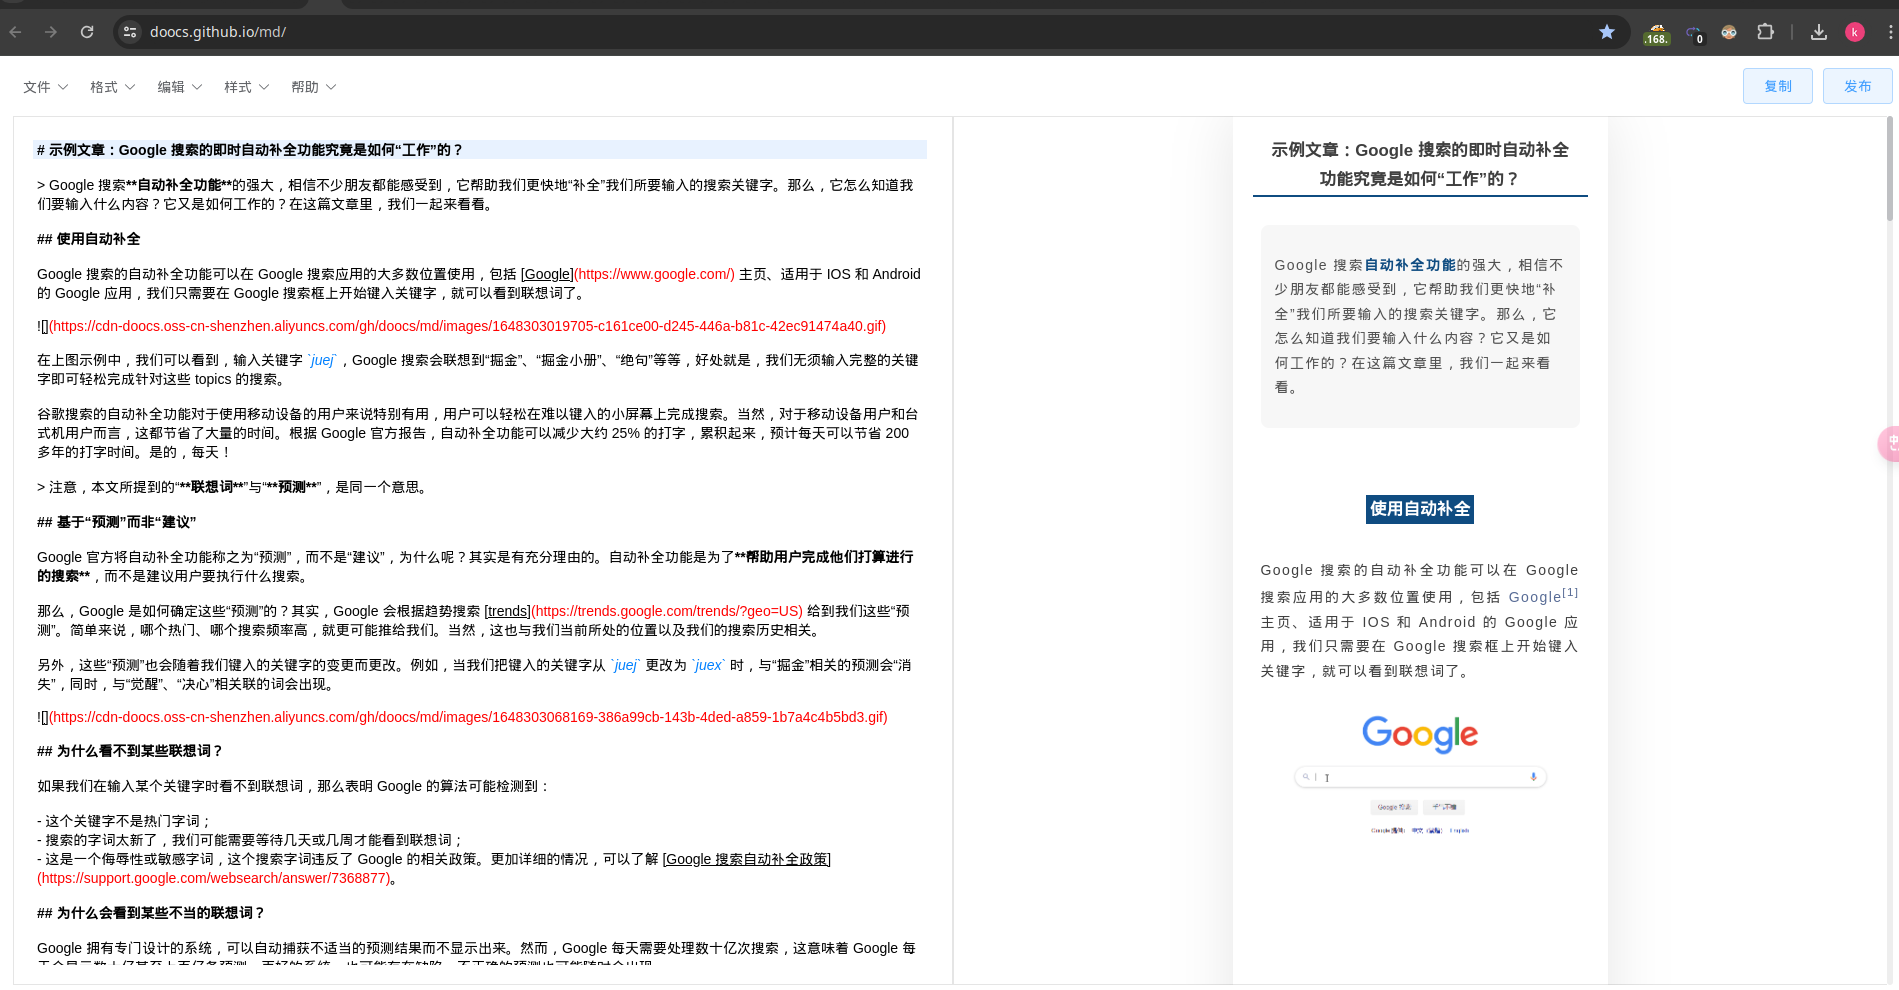 doocs.github.io/md/
.168.
0
k
文件
格式
编辑
样式
帮助
复制
发布
# 示例文章：Google 搜索的即时自动补全功能究竟是如何“工作”的？
> Google 搜索**自动补全功能**的强大，相信不少朋友都能感受到，它帮助我们更快地“补全”我们所要输入的搜索关键字。那么，它怎么知道我
们要输入什么内容？它又是如何工作的？在这篇文章里，我们一起来看看。
## 使用自动补全
Google 搜索的自动补全功能可以在 Google 搜索应用的大多数位置使用，包括 [Google](https://www.google.com/) 主页、适用于 IOS 和 Android
的 Google 应用，我们只需要在 Google 搜索框上开始键入关键字，就可以看到联想词了。
![](https://cdn-doocs.oss-cn-shenzhen.aliyuncs.com/gh/doocs/md/images/1648303019705-c161ce00-d245-446a-b81c-42ec91474a40.gif)
在上图示例中，我们可以看到，输入关键字 `juej`，Google 搜索会联想到“掘金”、“掘金小册”、“绝句”等等，好处就是，我们无须输入完整的关键
字即可轻松完成针对这些 topics 的搜索。
谷歌搜索的自动补全功能对于使用移动设备的用户来说特别有用，用户可以轻松在难以键入的小屏幕上完成搜索。当然，对于移动设备用户和台
式机用户而言，这都节省了大量的时间。根据 Google 官方报告，自动补全功能可以减少大约 25% 的打字，累积起来，预计每天可以节省 200
多年的打字时间。是的，每天！
> 注意，本文所提到的“**联想词**”与“**预测**”，是同一个意思。
## 基于“预测”而非“建议”
Google 官方将自动补全功能称之为“预测”，而不是“建议”，为什么呢？其实是有充分理由的。自动补全功能是为了**帮助用户完成他们打算进行
的搜索**，而不是建议用户要执行什么搜索。
那么，Google 是如何确定这些“预测”的？其实，Google 会根据趋势搜索 [trends](https://trends.google.com/trends/?geo=US) 给到我们这些“预
测”。简单来说，哪个热门、哪个搜索频率高，就更可能推给我们。当然，这也与我们当前所处的位置以及我们的搜索历史相关。
另外，这些“预测”也会随着我们键入的关键字的变更而更改。例如，当我们把键入的关键字从 `juej` 更改为 `juex` 时，与“掘金”相关的预测会“消
失”，同时，与“觉醒”、“决心”相关联的词会出现。
![](https://cdn-doocs.oss-cn-shenzhen.aliyuncs.com/gh/doocs/md/images/1648303068169-386a99cb-143b-4ded-a859-1b7a4c4b5bd3.gif)
## 为什么看不到某些联想词？
如果我们在输入某个关键字时看不到联想词，那么表明 Google 的算法可能检测到：
- 这个关键字不是热门字词；
- 搜索的字词太新了，我们可能需要等待几天或几周才能看到联想词；
- 这是一个侮辱性或敏感字词，这个搜索字词违反了 Google 的相关政策。更加详细的情况，可以了解 [Google 搜索自动补全政策]
(https://support.google.com/websearch/answer/7368877)。
## 为什么会看到某些不当的联想词？
Google 拥有专门设计的系统，可以自动捕获不适当的预测结果而不显示出来。然而，Google 每天需要处理数十亿次搜索，这意味着 Google 每
示例文章：Google 搜索的即时自动补全
功能究竟是如何“工作”的？
Google 搜索自动补全功能的强大，相信不
少朋友都能感受到，它帮助我们更快地“补
全”我们所要输入的搜索关键字。那么，它
怎么知道我们要输入什么内容？它又是如
何工作的？在这篇文章里，我们一起来看
看。
使用自动补全
Google 搜索的自动补全功能可以在 Google
搜索应用的大多数位置使用，包括 Google[1]
主页、适用于 IOS 和 Android 的 Google 应
用，我们只需要在 Google 搜索框上开始键入
关键字，就可以看到联想词了。
Google